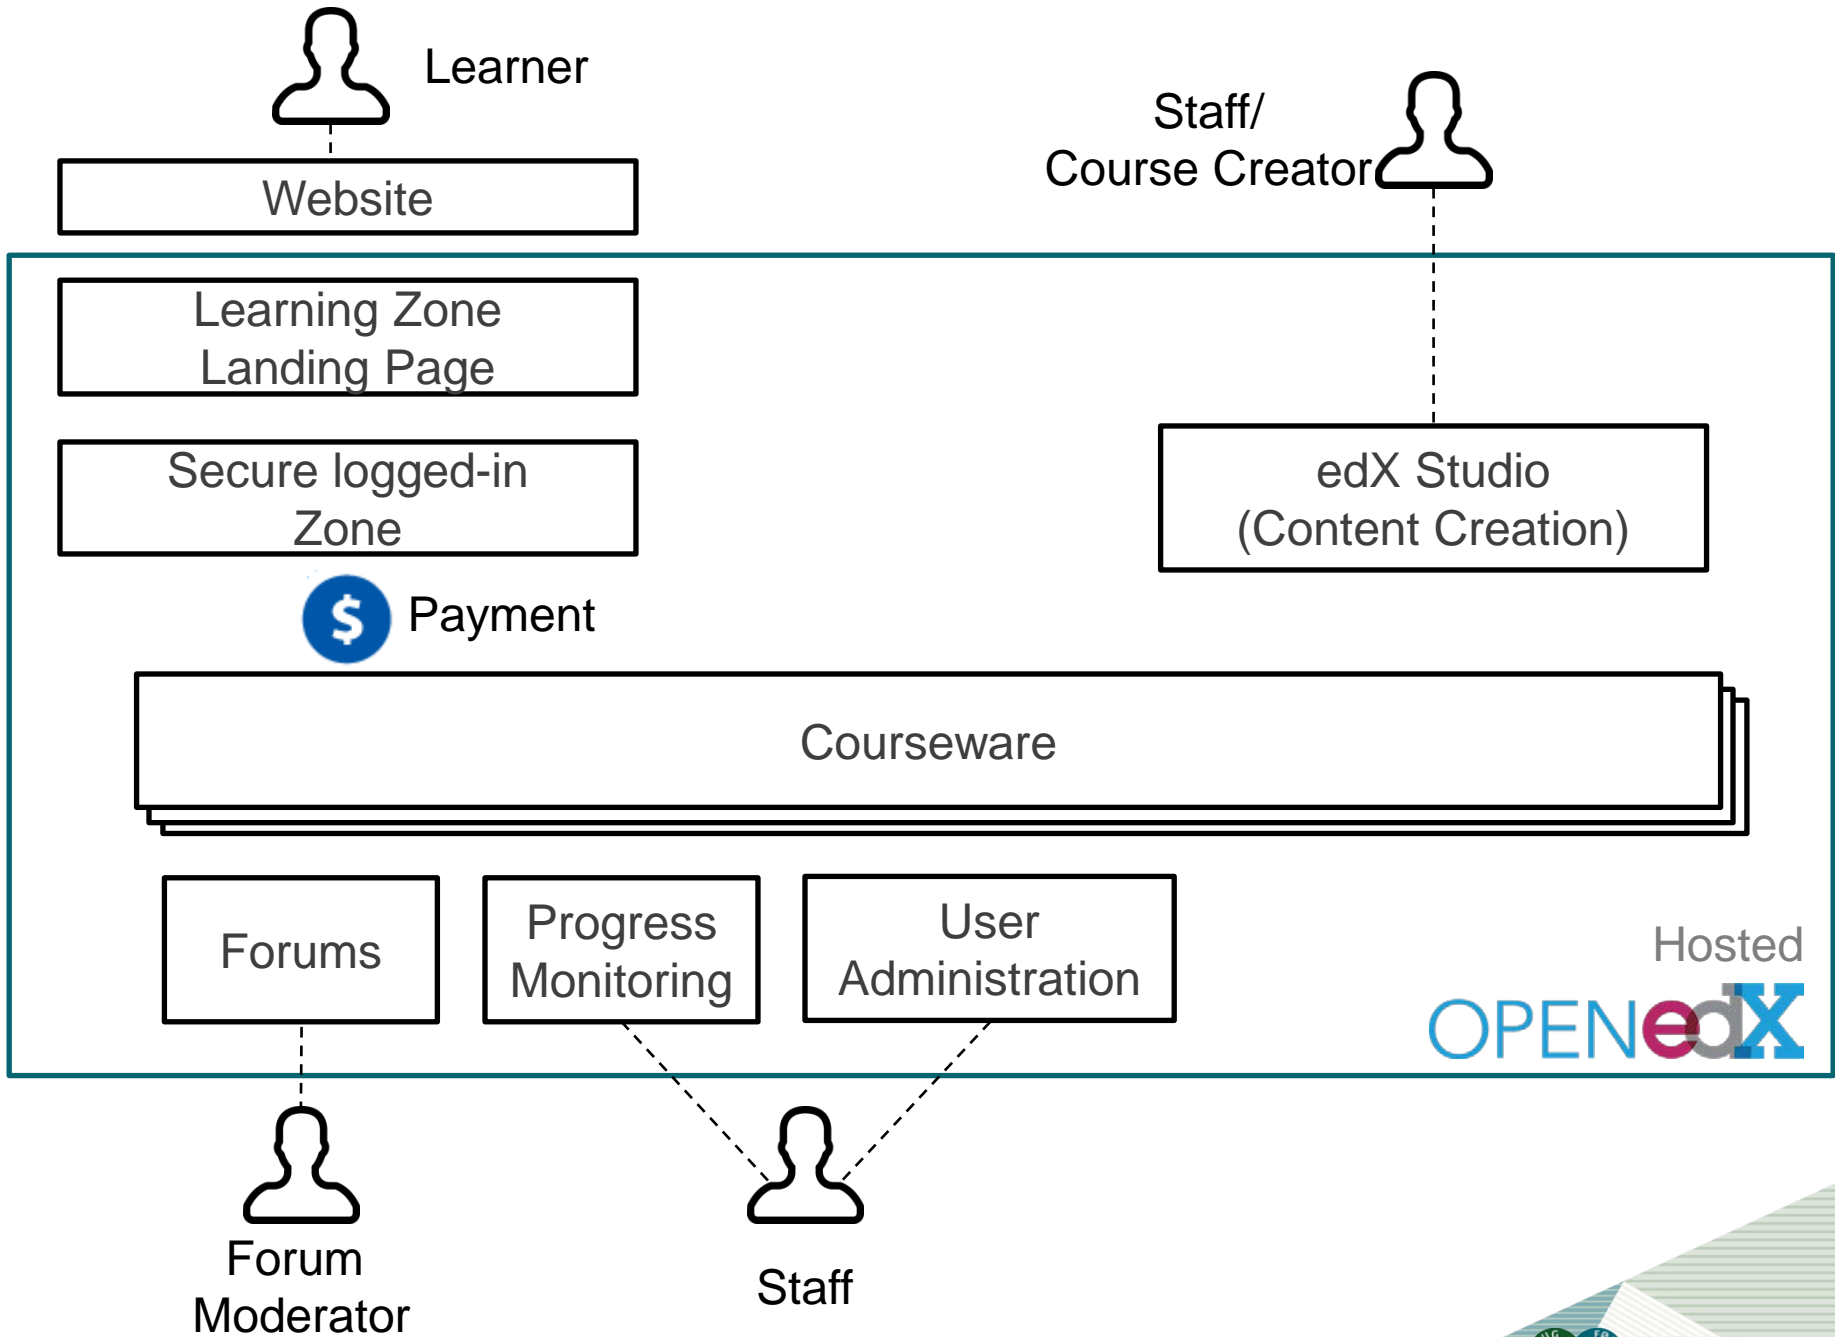 Learner
Staff/
Course Creator
Website
Learning Zone
Landing Page
Secure logged-in
Zone
edX Studio
(Content Creation)
$ Payment
Courseware
Forums
Progress
Monitoring
User
Administration
Hosted
OPENedX
Forum
Moderator
Staff